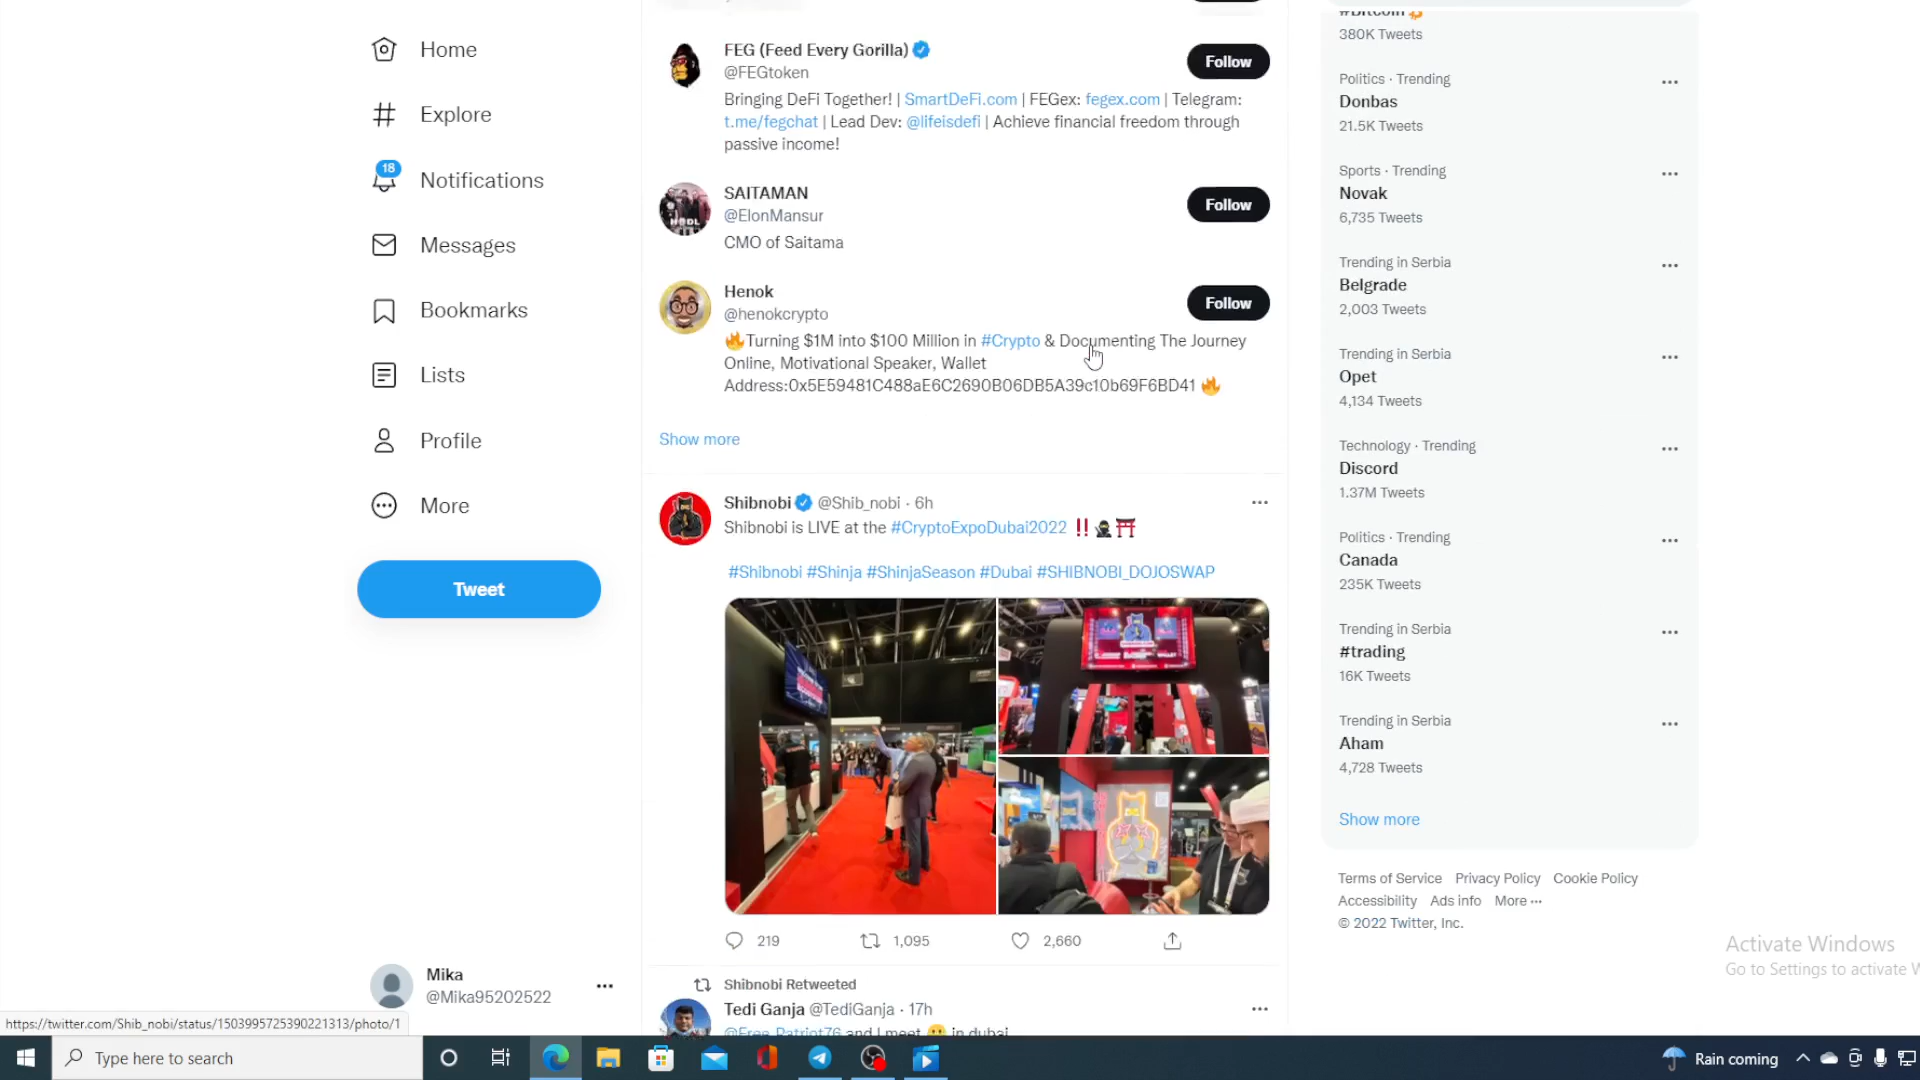 Home
Explore
18
Notifications
Messages
Bookmarks
Lists
Profile
More
Tweet
Mika
@Mika95202522
FEG (Feed Every Gorilla)
@FEGtoken
Follow
Bringing DeFi Together! | SmartDeFi.com | FEGex: fegex.com | Telegram:
t.me/fegchat | Lead Dev: @lifeisdefi | Achieve financial freedom through
passive income!
SAITAMAN
@ElonMansur
Follow
CMO of Saitama
HODL
Henok
@henokcrypto
Follow
🔥Turning $1M into $100 Million in #Crypto & Documenting The Journey
Online, Motivational Speaker, Wallet
Address:0x5E59481C488aE6C2690B06DB5A39c10b69F6BD41 🔥
Show more
Shibnobi @Shib_nobi · 6h
Shibnobi is LIVE at the #CryptoExpoDubai2022 ‼️🥷⛩️
#Shibnobi #Shinja #ShinjaSeason #Dubai #SHIBNOBI_DOJOSWAP
219
1,095
2,660
Shibnobi Retweeted
Tedi Ganja @TediGanja · 17h
@Free_Patriot76 and I meet 🙂 in dubai
#Bitcoin
380K Tweets
Politics · Trending
Donbas
21.5K Tweets
Sports · Trending
Novak
6,735 Tweets
Trending in Serbia
Belgrade
2,003 Tweets
Trending in Serbia
Opet
4,134 Tweets
Technology · Trending
Discord
1.37M Tweets
Politics · Trending
Canada
235K Tweets
Trending in Serbia
#trading
16K Tweets
Trending in Serbia
Aham
4,728 Tweets
Show more
Terms of Service Privacy Policy Cookie Policy
Accessibility Ads info More ···
© 2022 Twitter, Inc.
Activate Windows
Go to Settings to activate
https://twitter.com/Shib_nobi/status/1503995725390221313/photo/1
Type here to search
Rain coming